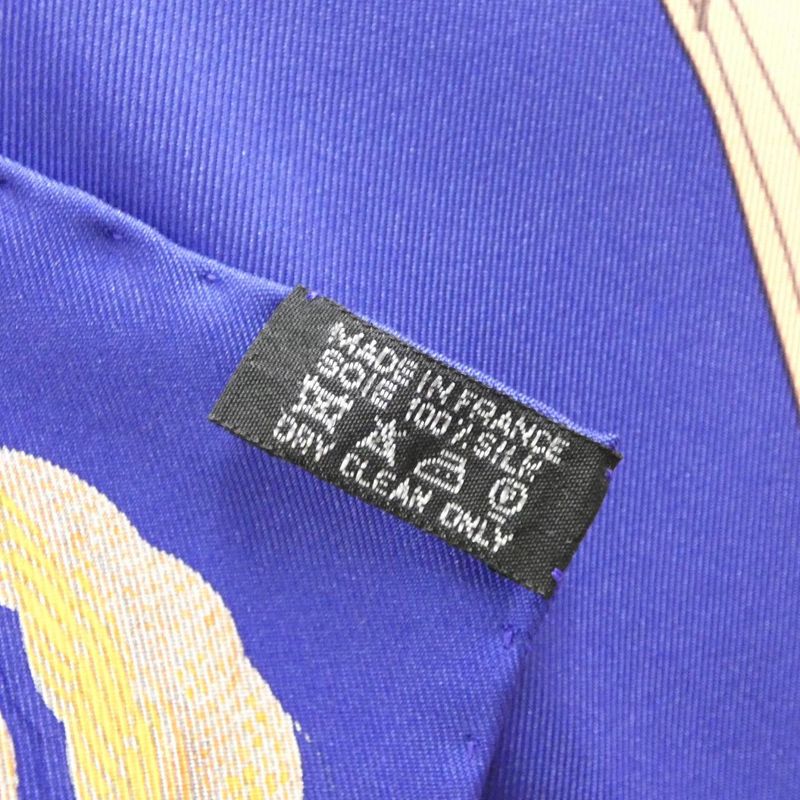 MADE IN FRANCE
SOIE 100% SILK
P
DRY CLEAN ONLY